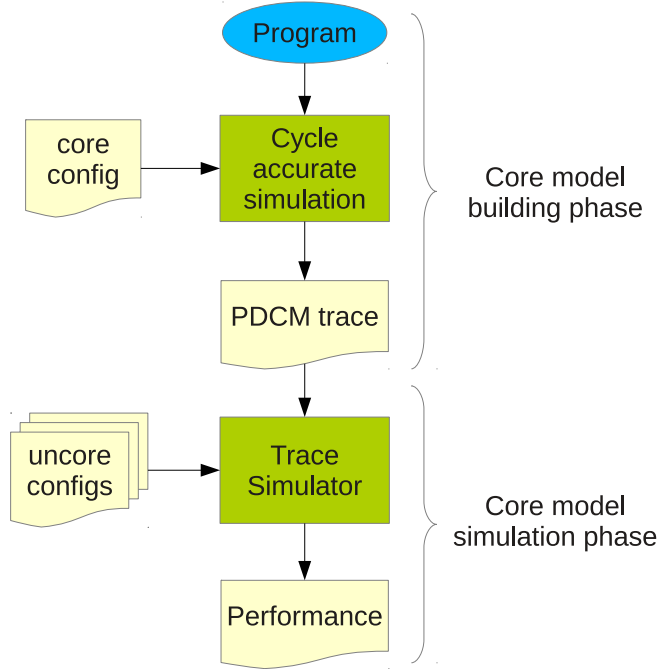 Program
core
config
Cycle
accurate
simulation
Core model
building phase
PDCM trace
uncore
configs
Trace
Simulator
Core model
simulation phase
Performance